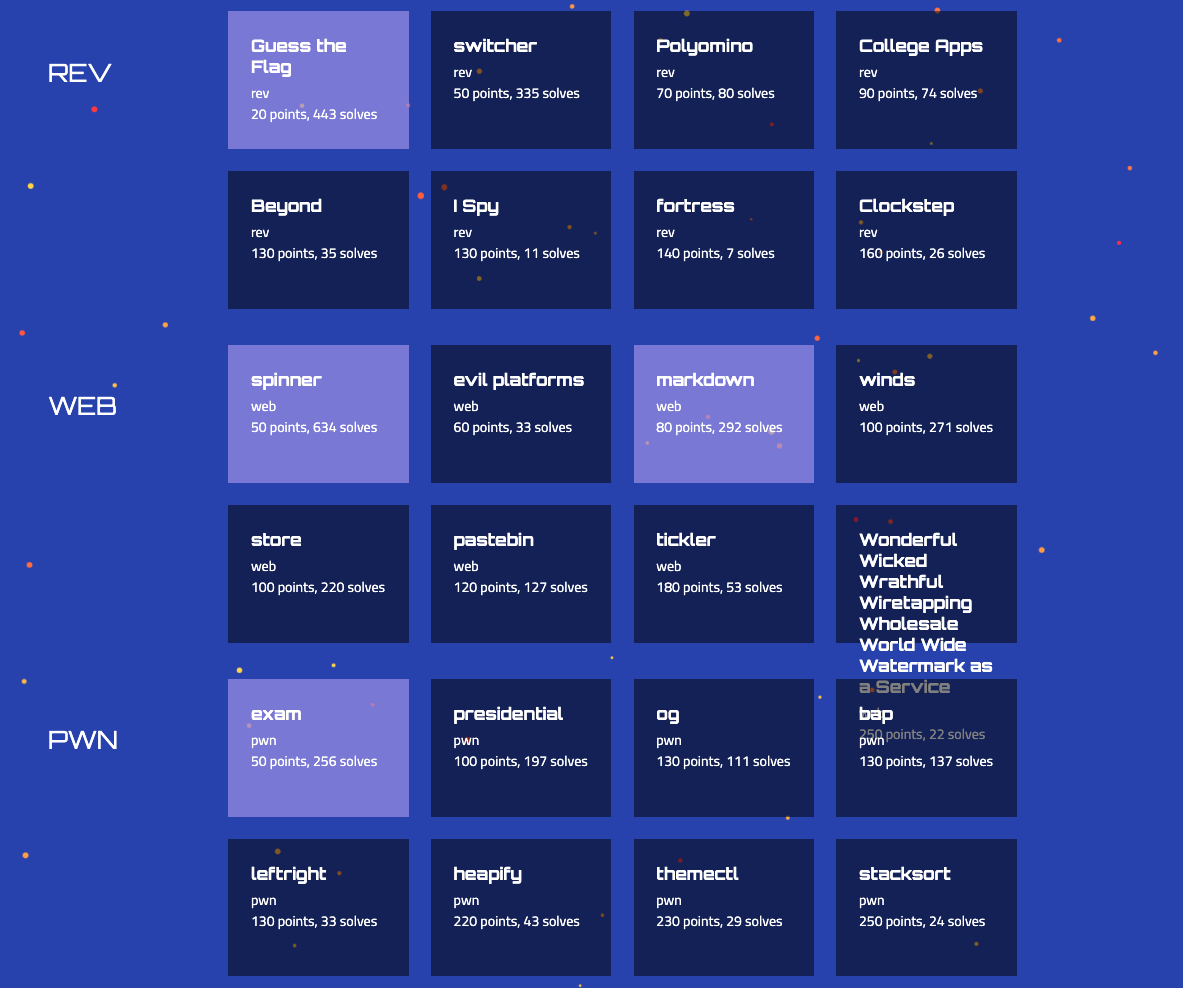 REV
Guess the
Flag
rev
20 points, 443 solves
switcher
rev
50 points, 335 solves
Polyomino
rev
70 points, 80 solves
College Apps
rev
90 points, 74 solves
Beyond
rev
130 points, 35 solves
I Spy
rev
130 points, 11 solves
fortress
rev
140 points, 7 solves
Clockstep
rev
160 points, 26 solves
WEB
spinner
web
50 points, 634 solves
evil platforms
web
60 points, 33 solves
markdown
web
80 points, 292 solves
winds
web
100 points, 271 solves
store
web
100 points, 220 solves
pastebin
web
120 points, 127 solves
tickler
web
180 points, 53 solves
Wonderful
Wicked
Wrathful
Wiretapping
Wholesale
World Wide
Watermark as
a Service
250 points, 22 solves
PWN
exam
pwn
50 points, 256 solves
presidential
pwn
100 points, 197 solves
og
pwn
130 points, 111 solves
bap
pwn
130 points, 137 solves
leftright
pwn
130 points, 33 solves
heapify
pwn
220 points, 43 solves
themectl
pwn
230 points, 29 solves
stacksort
pwn
250 points, 24 solves